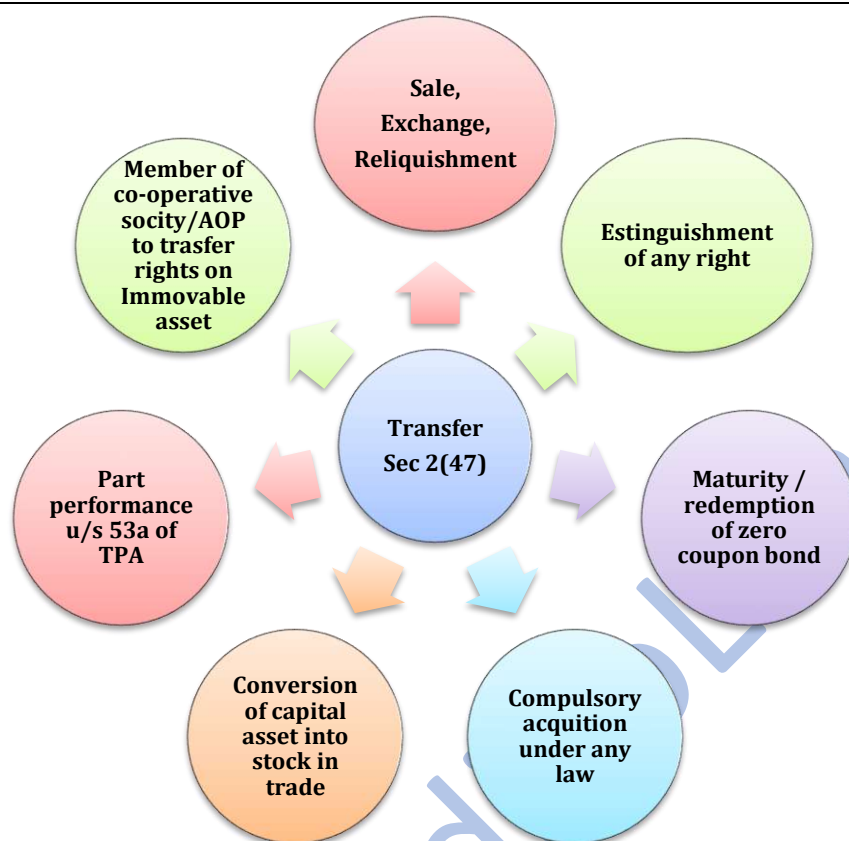 Sale,
Exchange,
Reliquishment
Estinguishment
of any right
Maturity /
redemption
of zero
coupon bond
Compulsory
acquition
under any
law
Conversion
of capital
asset into
stock in
trade
Part
performance
u/s 53a of
TPA
Member of
co-operative
socity/AOP
to trasfer
rights on
Immovable
asset
Transfer
Sec 2(47)